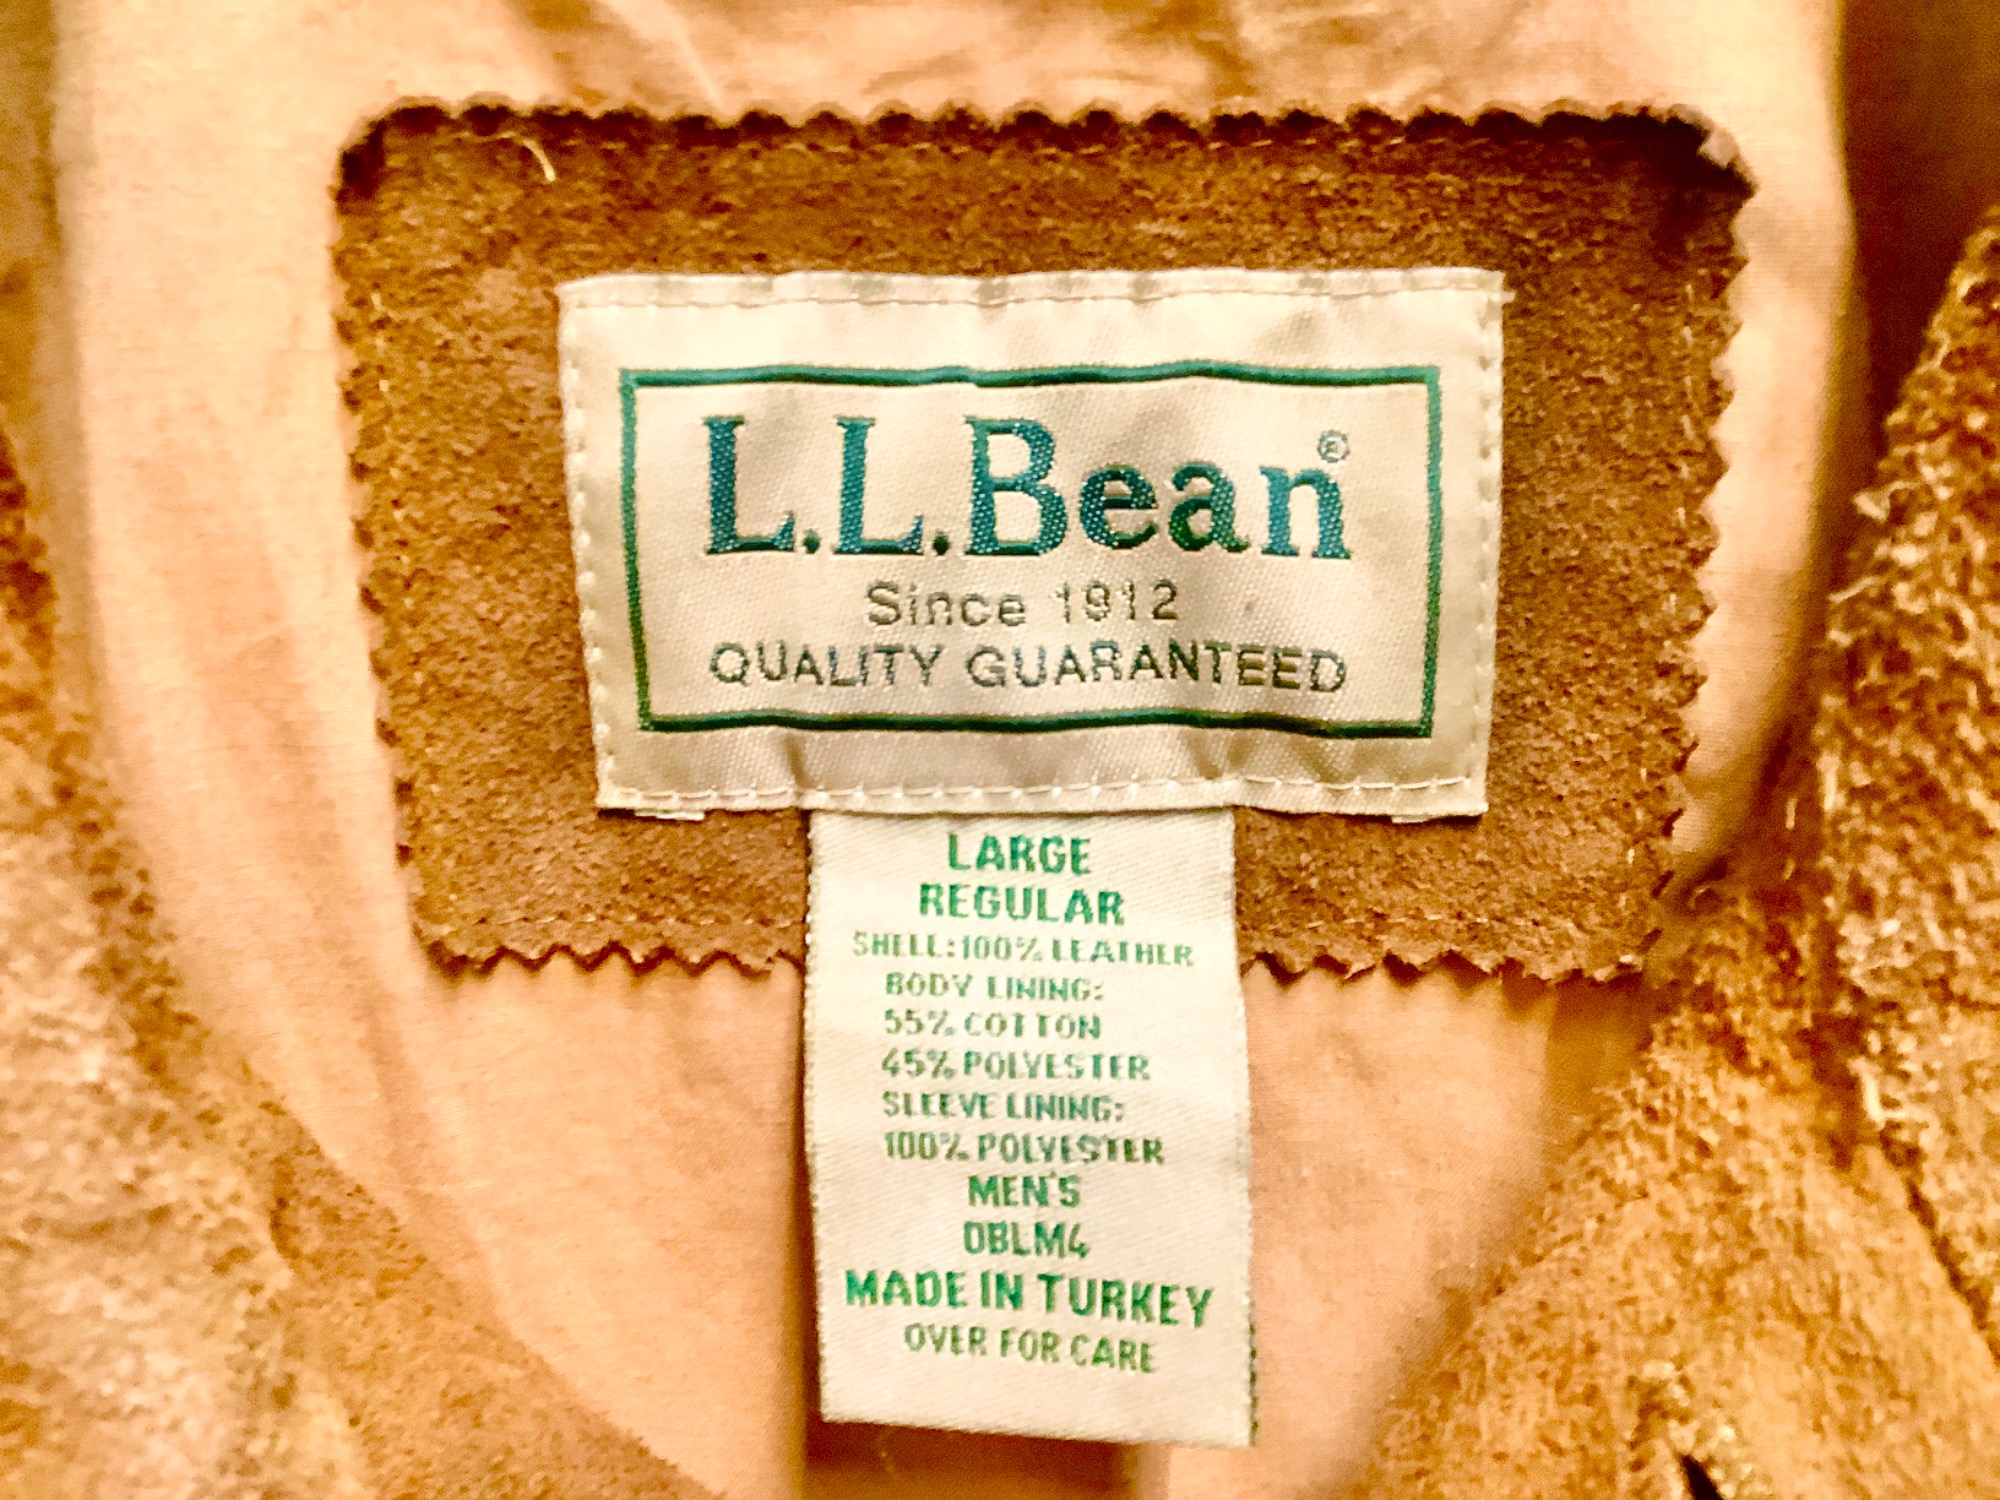 L.L.Bean®
Since 1912
QUALITY GUARANTEED
LARGE
REGULAR
SHELL:100% LEATHER
BODY LINING:
55% COTTON
45% POLYESTER
SLEEVE LINING:
100% POLYESTER
MEN'S
OBLM4
MADE IN TURKEY
OVER FOR CARE